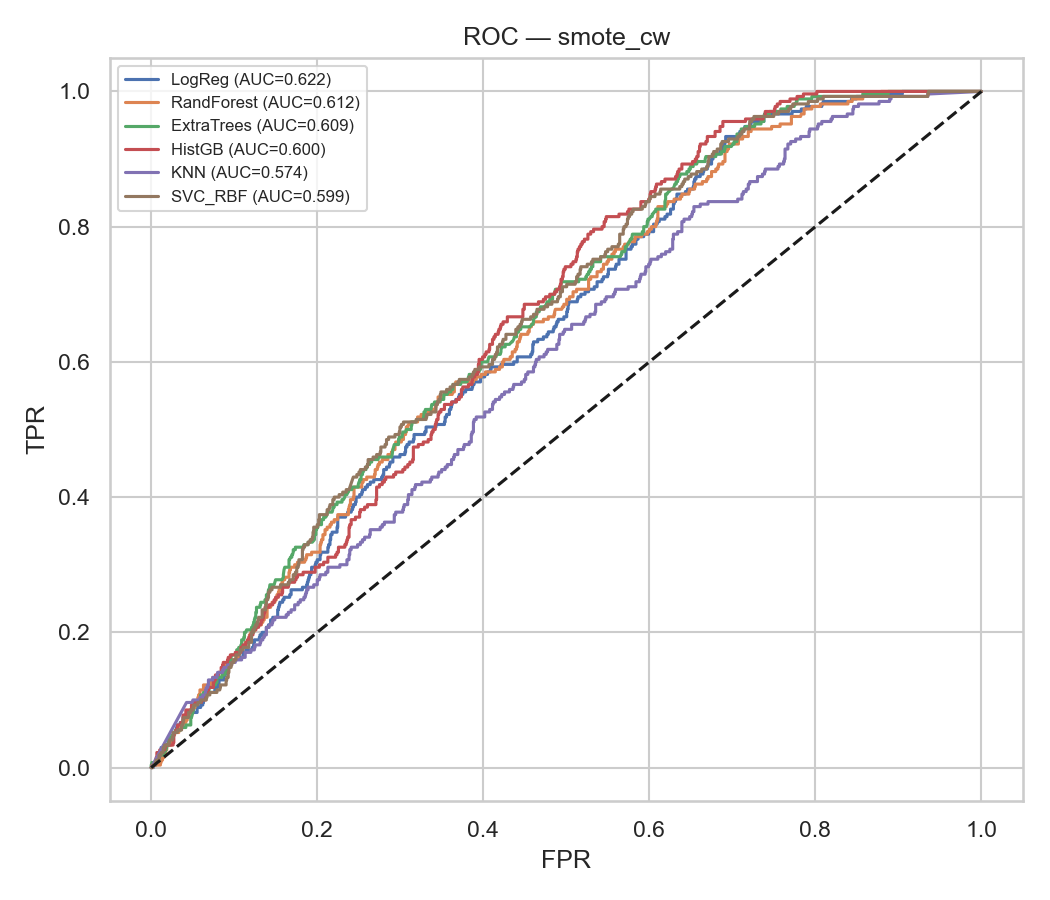 ROC — smote_cw
LogReg (AUC=0.622)
RandForest (AUC=0.612)
ExtraTrees (AUC=0.609)
HistGB (AUC=0.600)
KNN (AUC=0.574)
SVC_RBF (AUC=0.599)
TPR
1.0
0.8
0.6
0.4
0.2
0.0
0.0 0.2 0.4 0.6 0.8 1.0
FPR